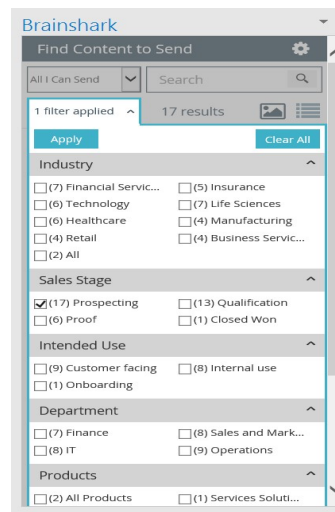 Brainshark
Find Content to Send
All I Can Send Search
1 filter applied 17 results
Apply Clear All
Industry
(7) Financial Servic... (5) Insurance
(6) Technology (7) Life Sciences
(6) Healthcare (4) Manufacturing
(4) Retail (4) Business Servic...
(2) All
Sales Stage
(17) Prospecting (13) Qualification
(6) Proof (1) Closed Won
Intended Use
(9) Customer facing (8) Internal use
(1) Onboarding
Department
(7) Finance (8) Sales and Mark...
(8) IT (9) Operations
Products
(2) All Products (1) Services Soluti...